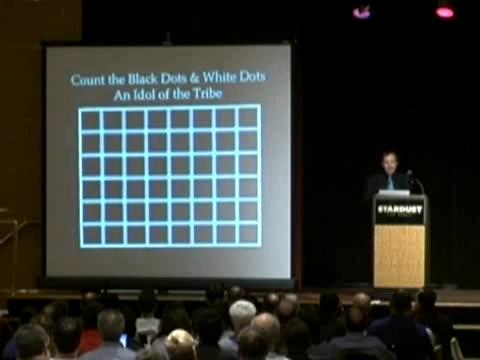 Count the Black Dots & White Dots
An Idol of the Tribe
STARDUST